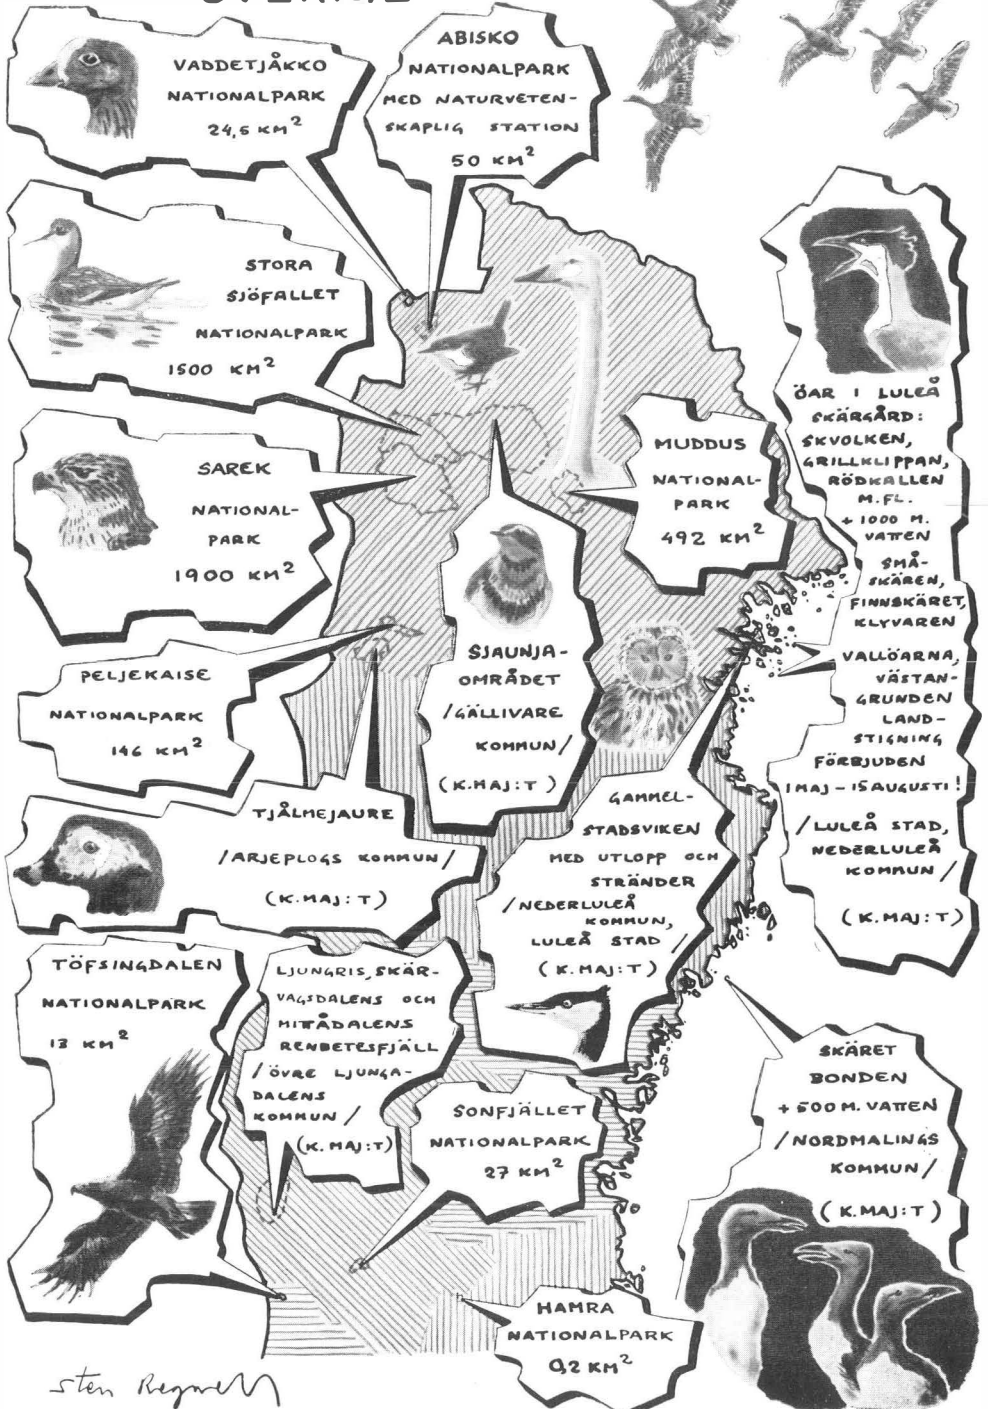 VADDETJÅKKO
NATIONALPARK
24,5 KM²
ABISKO
NATIONALPARK
MED NATURVETEN-
SKAPLIG STATION
50 KM²
STORA
SJÖFALLET
NATIONALPARK
1500 KM²
SAREK
NATIONAL-
PARK
1900 KM²
MUDDUS
NATIONAL-
PARK
492 KM²
ÖAR I LULEÅ
SKÄRGÅRD:
SKVOLKEN,
GRILLKLIPPAN,
RÖDKALLEN
M.FL.
+ 1000 M.
VATTEN
SMÅ-
SKÄREN,
FINNSKÄRET,
KLYVAREN
VALLÖARNA,
VÄSTAN-
GRUNDEN
LAND-
STIGNING
FÖRBJUDEN
1 MAJ - 15 AUGUSTI!
/LULEÅ STAD,
NEDERLULEÅ
KOMMUN/
(K.MAJ:T)
PELJEKAISE
NATIONALPARK
146 KM²
SJAUNJA-
OMRÅDET
/GÄLLIVARE
KOMMUN/
(K.MAJ:T)
TJÅLMEJAURE
/ARJEPLOGS KOMMUN/
(K.MAJ:T)
GAMMEL-
STADSVIKEN
MED UTLOPP OCH
STRÄNDER
/NEDERLULEÅ
KOMMUN,
LULEÅ STAD/
(K.MAJ:T)
TÖFSINGDALEN
NATIONALPARK
13 KM²
LJUNGRIS, SKÄR-
VAGSDALENS OCH
MITTÅDALENS
RENBETESFJÄLL
/ÖVRE LJUNGA-
DALENS
KOMMUN/
(K.MAJ:T)
SONFJÄLLET
NATIONALPARK
27 KM²
SKÄRET
BONDEN
+ 500 M. VATTEN
/NORDMALINGS
KOMMUN/
(K.MAJ:T)
HAMRA
NATIONALPARK
0,2 KM²
Sten